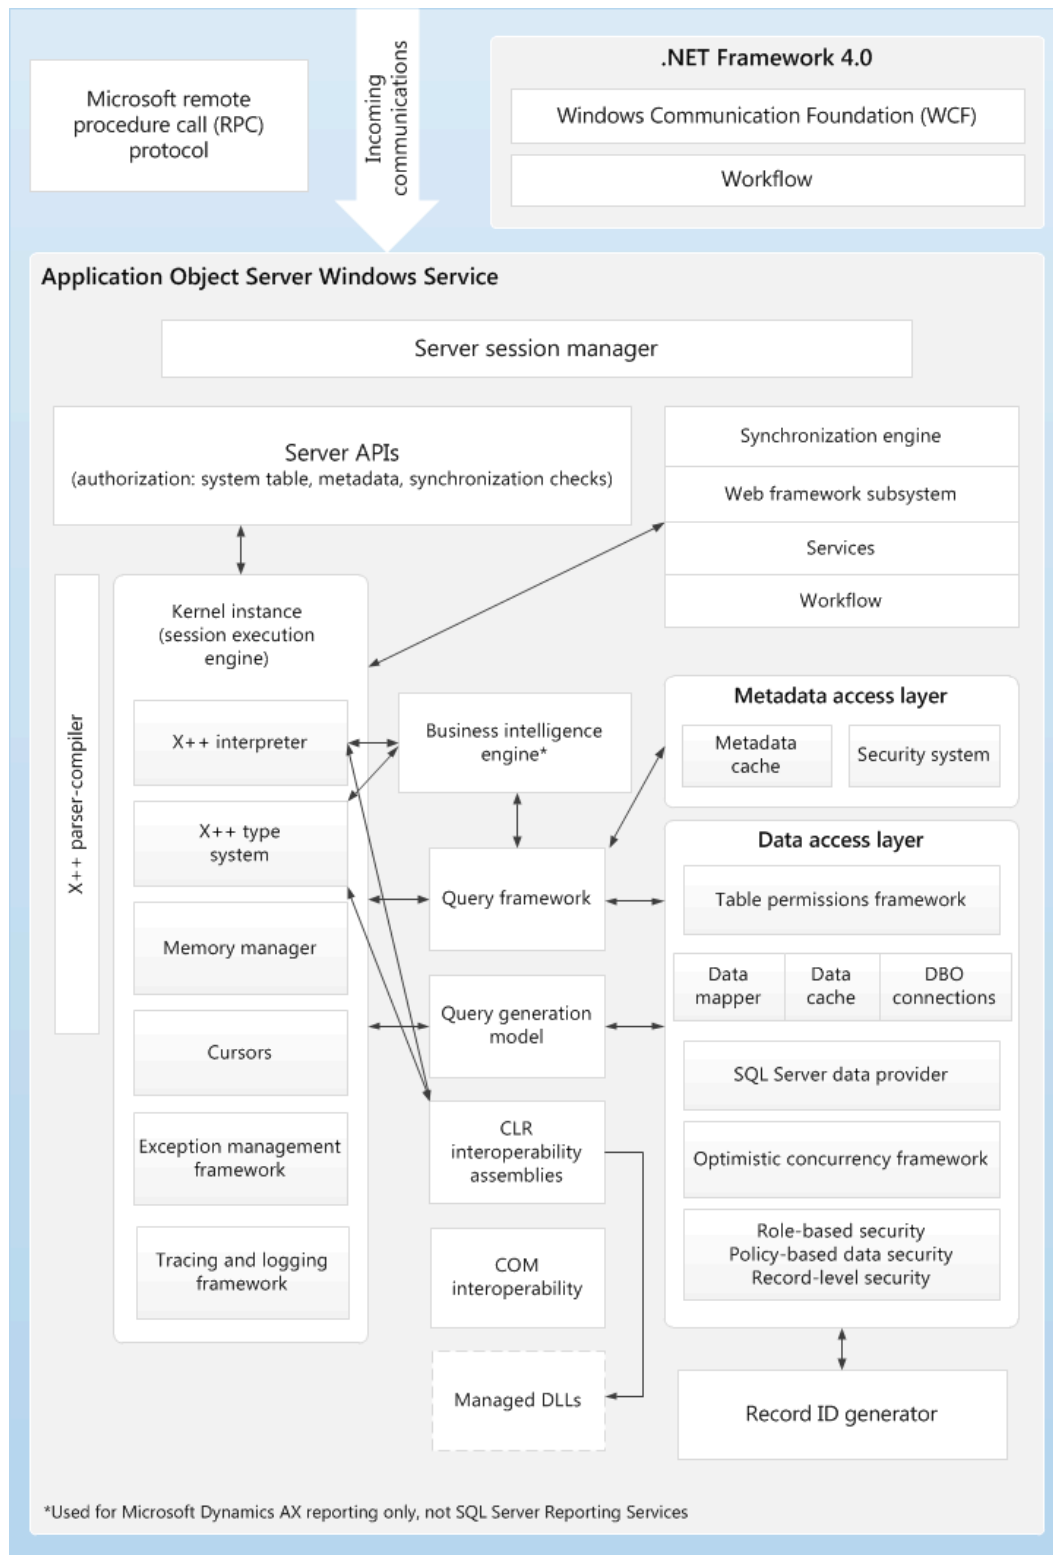 Microsoft remote
procedure call (RPC)
protocol
Incoming
communications
.NET Framework 4.0
Windows Communication Foundation (WCF)
Workflow
Application Object Server Windows Service
Server session manager
Server APIs
(authorization: system table, metadata, synchronization checks)
Synchronization engine
Web framework subsystem
Services
Workflow
X++ parser-compiler
Kernel instance
(session execution
engine)
X++ interpreter
X++ type
system
Memory manager
Cursors
Exception management
framework
Tracing and logging
framework
Business intelligence
engine*
Query framework
Query generation
model
CLR
interoperability
assemblies
COM
interoperability
Managed DLLs
Metadata access layer
Metadata
cache
Security system
Data access layer
Table permissions framework
Data
mapper
Data
cache
DBO
connections
SQL Server data provider
Optimistic concurrency framework
Role-based security
Policy-based data security
Record-level security
Record ID generator
*Used for Microsoft Dynamics AX reporting only, not SQL Server Reporting Services